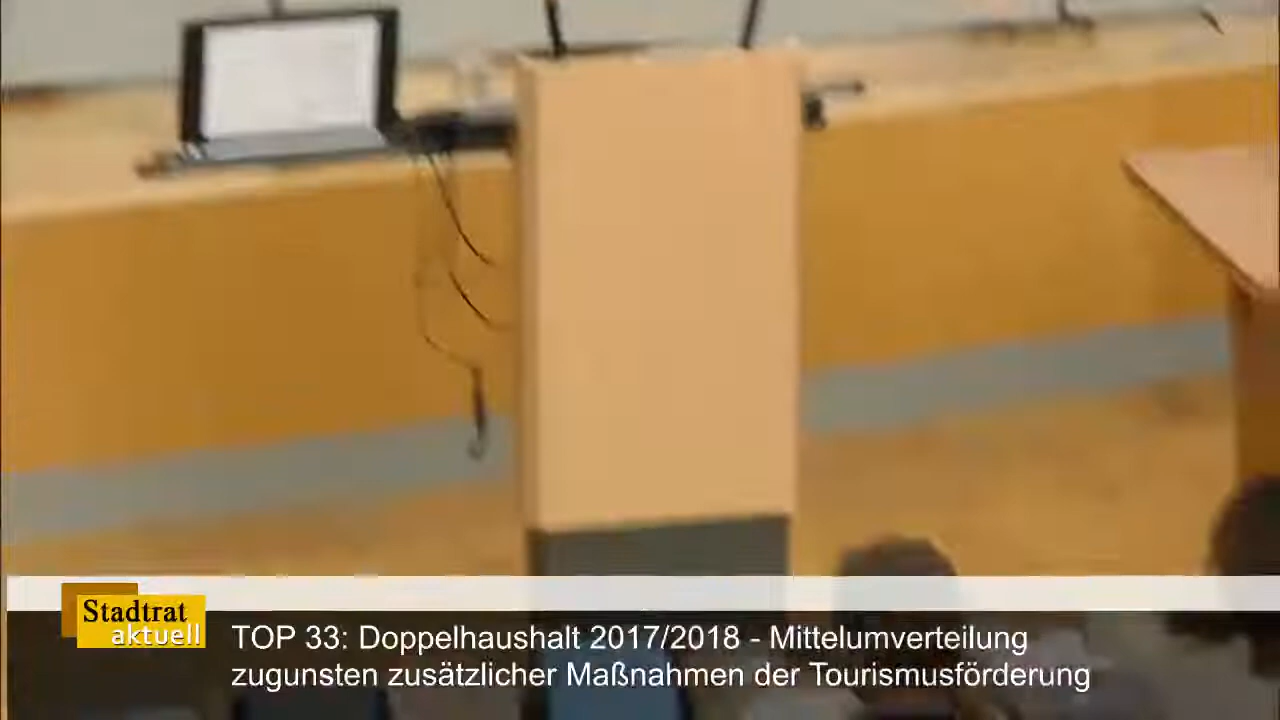 Stadtrat
aktuell
TOP 33: Doppelhaushalt 2017/2018 - Mittelumverteilung
zugunsten zusätzlicher Maßnahmen der Tourismusförderung